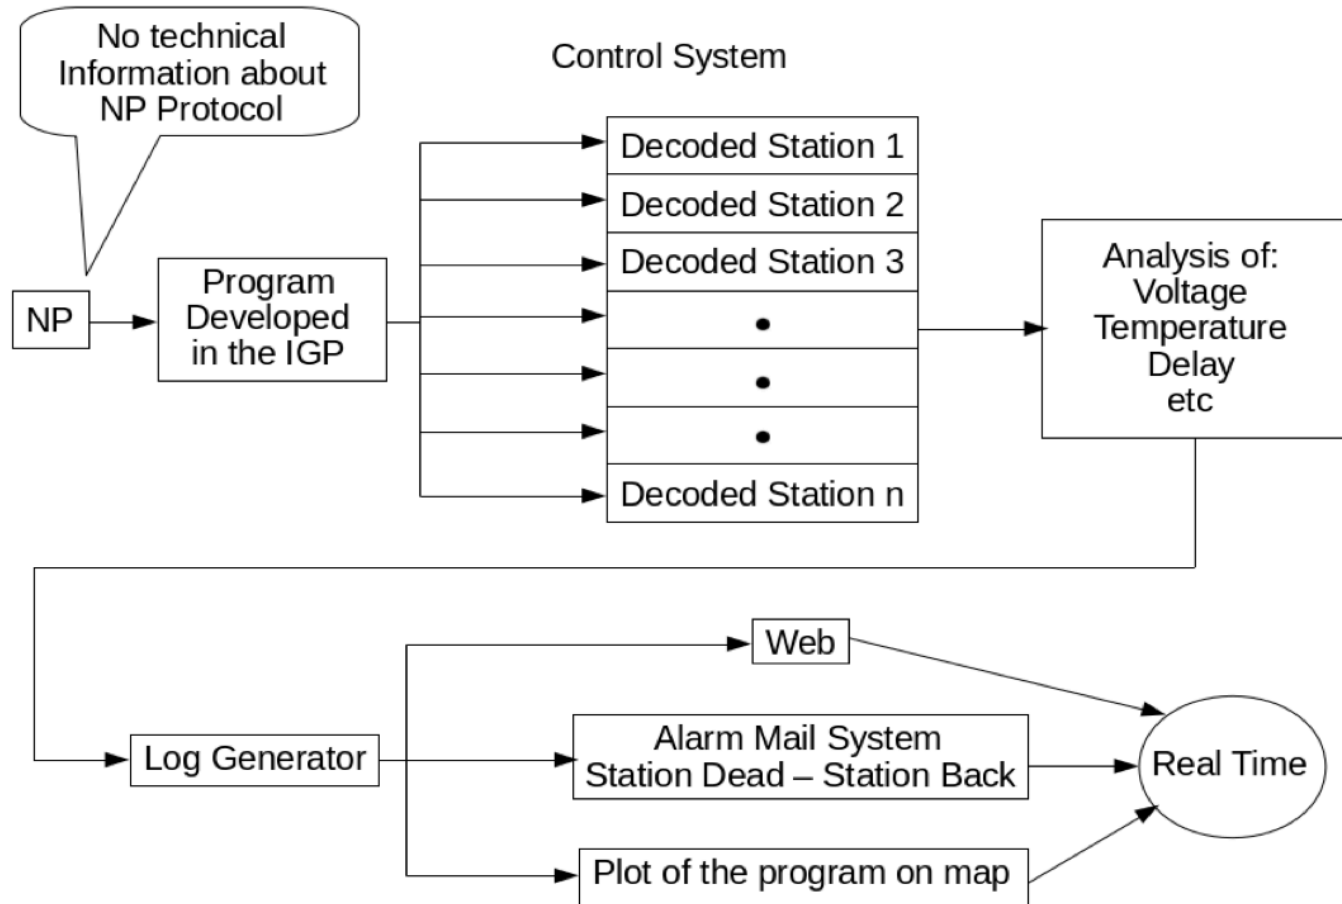 No technical
Information about
NP Protocol
Control System
NP
Program
Developed
in the IGP
Decoded Station 1
Decoded Station 2
Decoded Station 3
Decoded Station n
Analysis of:
Voltage
Temperature
Delay
etc
Log Generator
Web
Alarm Mail System
Station Dead – Station Back
Plot of the program on map
Real Time